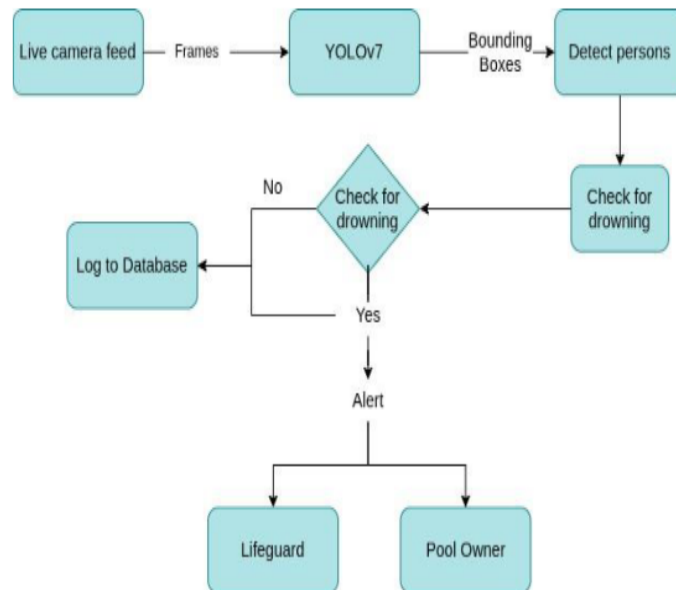 Live camera feed
Frames
YOLOv7
Bounding
Boxes
Detect persons
No
Check for
drowning
Check for
drowning
Log to Database
Yes
Alert
Lifeguard
Pool Owner